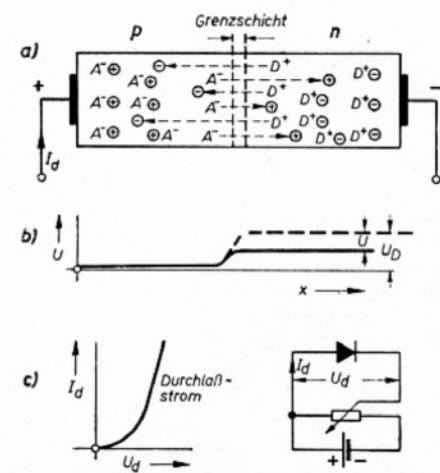 Grenzschicht
p n
a)
+ −
A⁻ ⊕ ⊖ D⁺ D⁺ ⊖
A⁻ ⊕ A⁻ ⊕
A⁻ ⊕ A⁻ ⊕ ⊖ D⁺ D⁺ ⊖
A⁻ ⊕ D⁺ ⊖
⊖ D⁺
A⁻ ⊕ ⊕ A⁻ A⁻ ⊕ D⁺ ⊖ D⁺ ⊖
I_d
b)
U U U_D
x
c)
I_d Durchlaß-
strom
U_d
I_d U_d
+ −